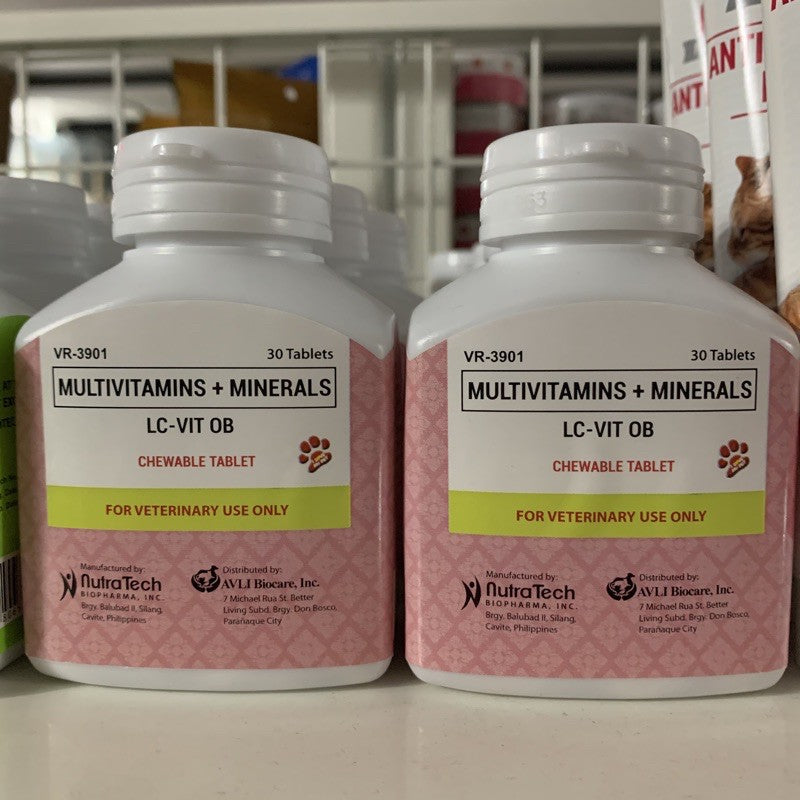 ANTI
ANT
VR-3901 30 Tablets
MULTIVITAMINS + MINERALS
LC-VIT OB
CHEWABLE TABLET
FOR VETERINARY USE ONLY
Manufactured by:
NutraTech
BIOPHARMA, INC.
Brgy. Balubad II, Silang,
Cavite, Philippines
Distributed by:
AVLI Biocare, Inc.
7 Michael Rua St. Better
Living Subd. Brgy. Don Bosco,
Parañaque City
VR-3901 30 Tablets
MULTIVITAMINS + MINERALS
LC-VIT OB
CHEWABLE TABLET
FOR VETERINARY USE ONLY
Manufactured by:
NutraTech
BIOPHARMA, INC.
Brgy. Balubad II, Silang,
Cavite, Philippines
Distributed by:
AVLI Biocare, Inc.
7 Michael Rua St. Better
Living Subd. Brgy. Don Bosco,
Parañaque City